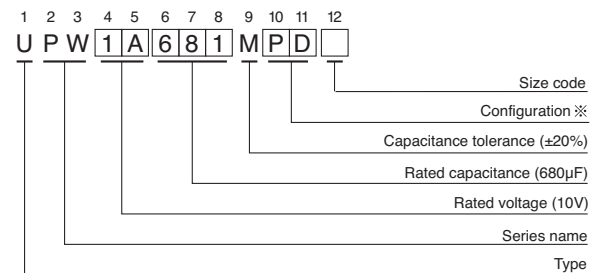 1 2 3 4 5 6 7 8 9 10 11 12
U P W 1 A 6 8 1 M P D
Size code
Configuration ※
Capacitance tolerance (±20%)
Rated capacitance (680µF)
Rated voltage (10V)
Series name
Type